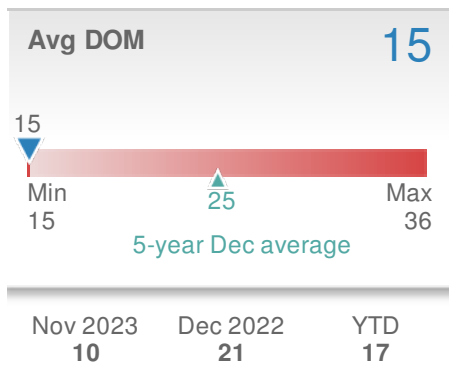 Avg DOM 15
15
Min Max
15 25 36
5-year Dec average
Nov 2023 Dec 2022 YTD
10 21 17